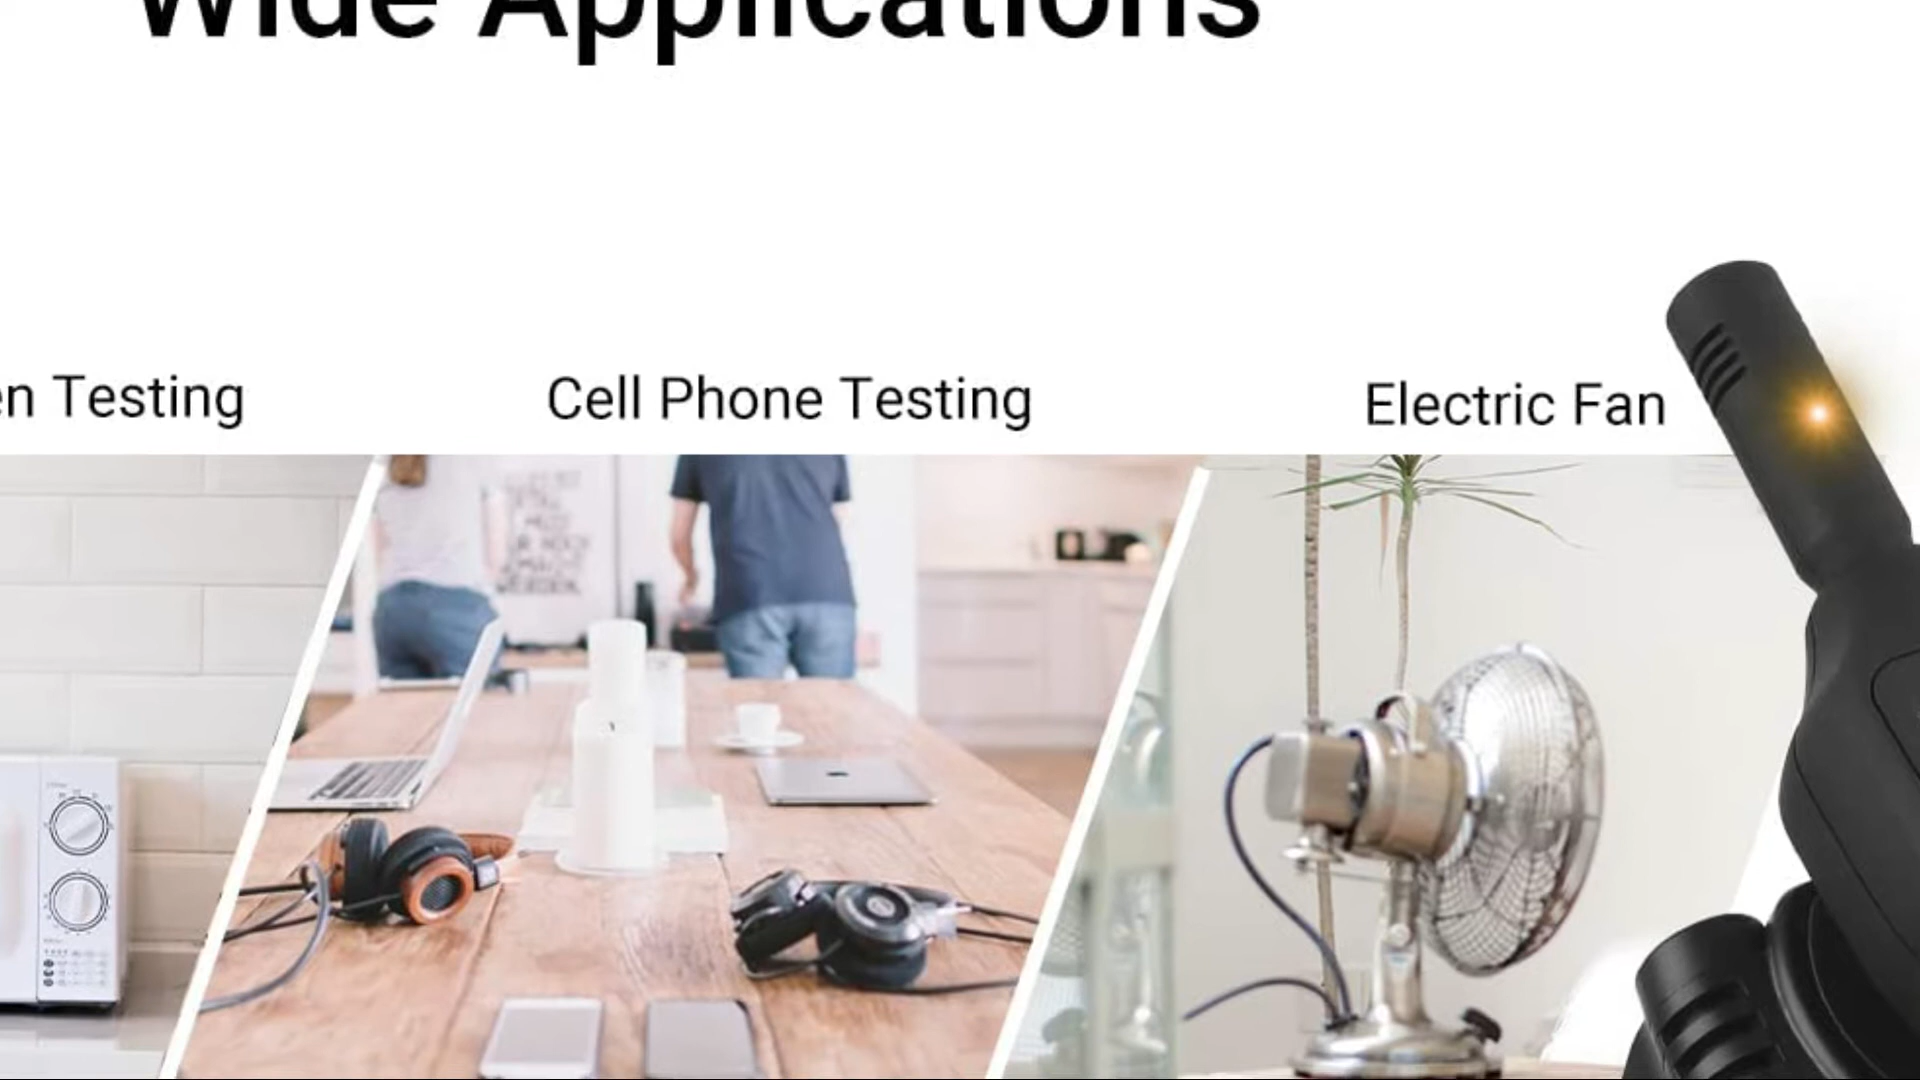 Wide Applications
en Testing
Cell Phone Testing
Electric Fan